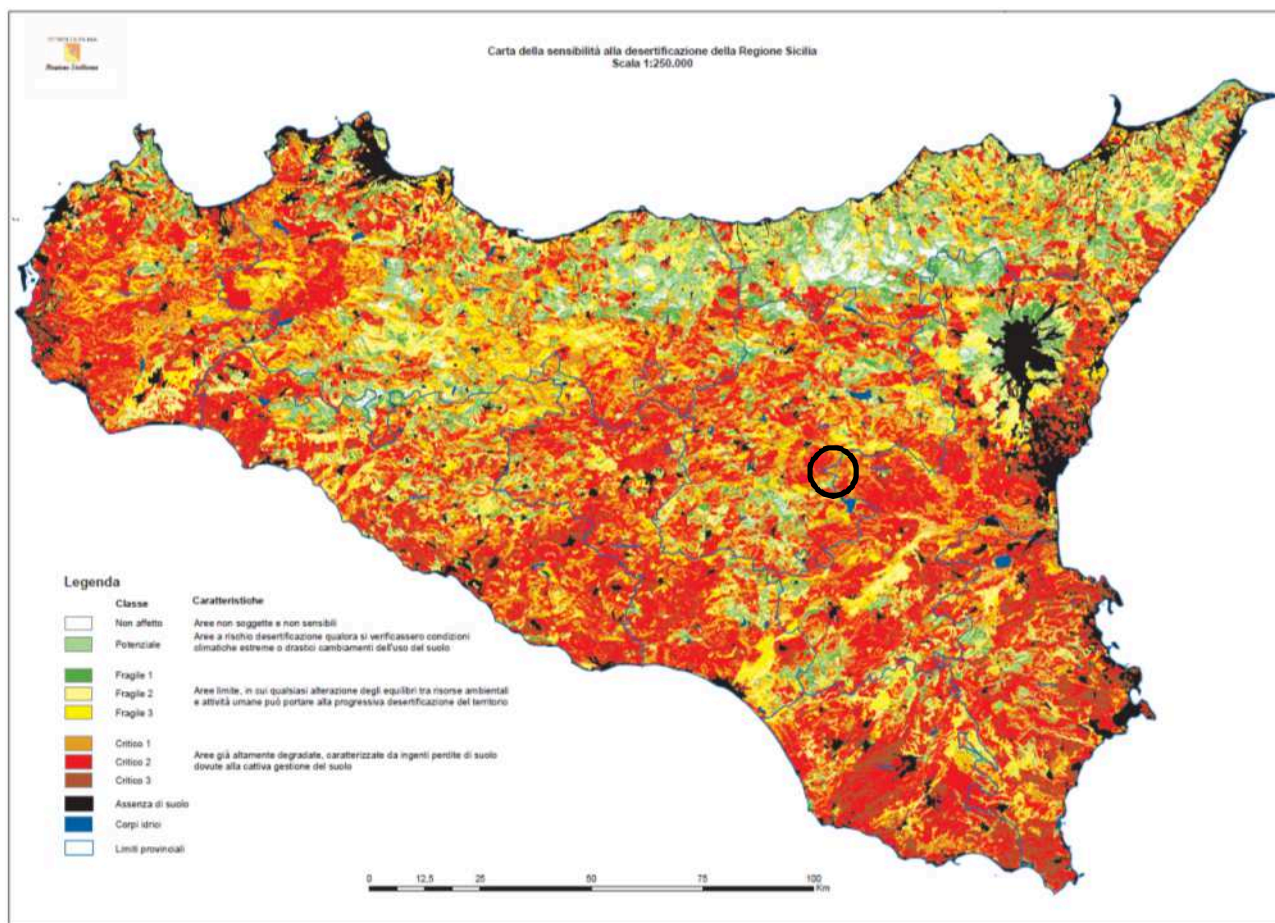 Regione Siciliana
Carta della sensibilità alla desertificazione della Regione Sicilia
Scala 1:250.000
Legenda
Classe Caratteristiche
Non affetto Aree non soggette e non sensibili
Potenziale Aree a rischio desertificazione qualora si verificassero condizioni
climatiche estreme o drastici cambiamenti dell'uso del suolo
Fragile 1
Fragile 2 Aree limite, in cui qualsiasi alterazione degli equilibri tra risorse ambientali
e attività umane può portare alla progressiva desertificazione del territorio
Fragile 3
Critico 1
Critico 2 Aree già altamente degradate, caratterizzate da ingenti perdite di suolo
dovute alla cattiva gestione del suolo
Critico 3
Assenza di suolo
Corpi idrici
Limiti provinciali
0 12,5 25 50 75 100
Km